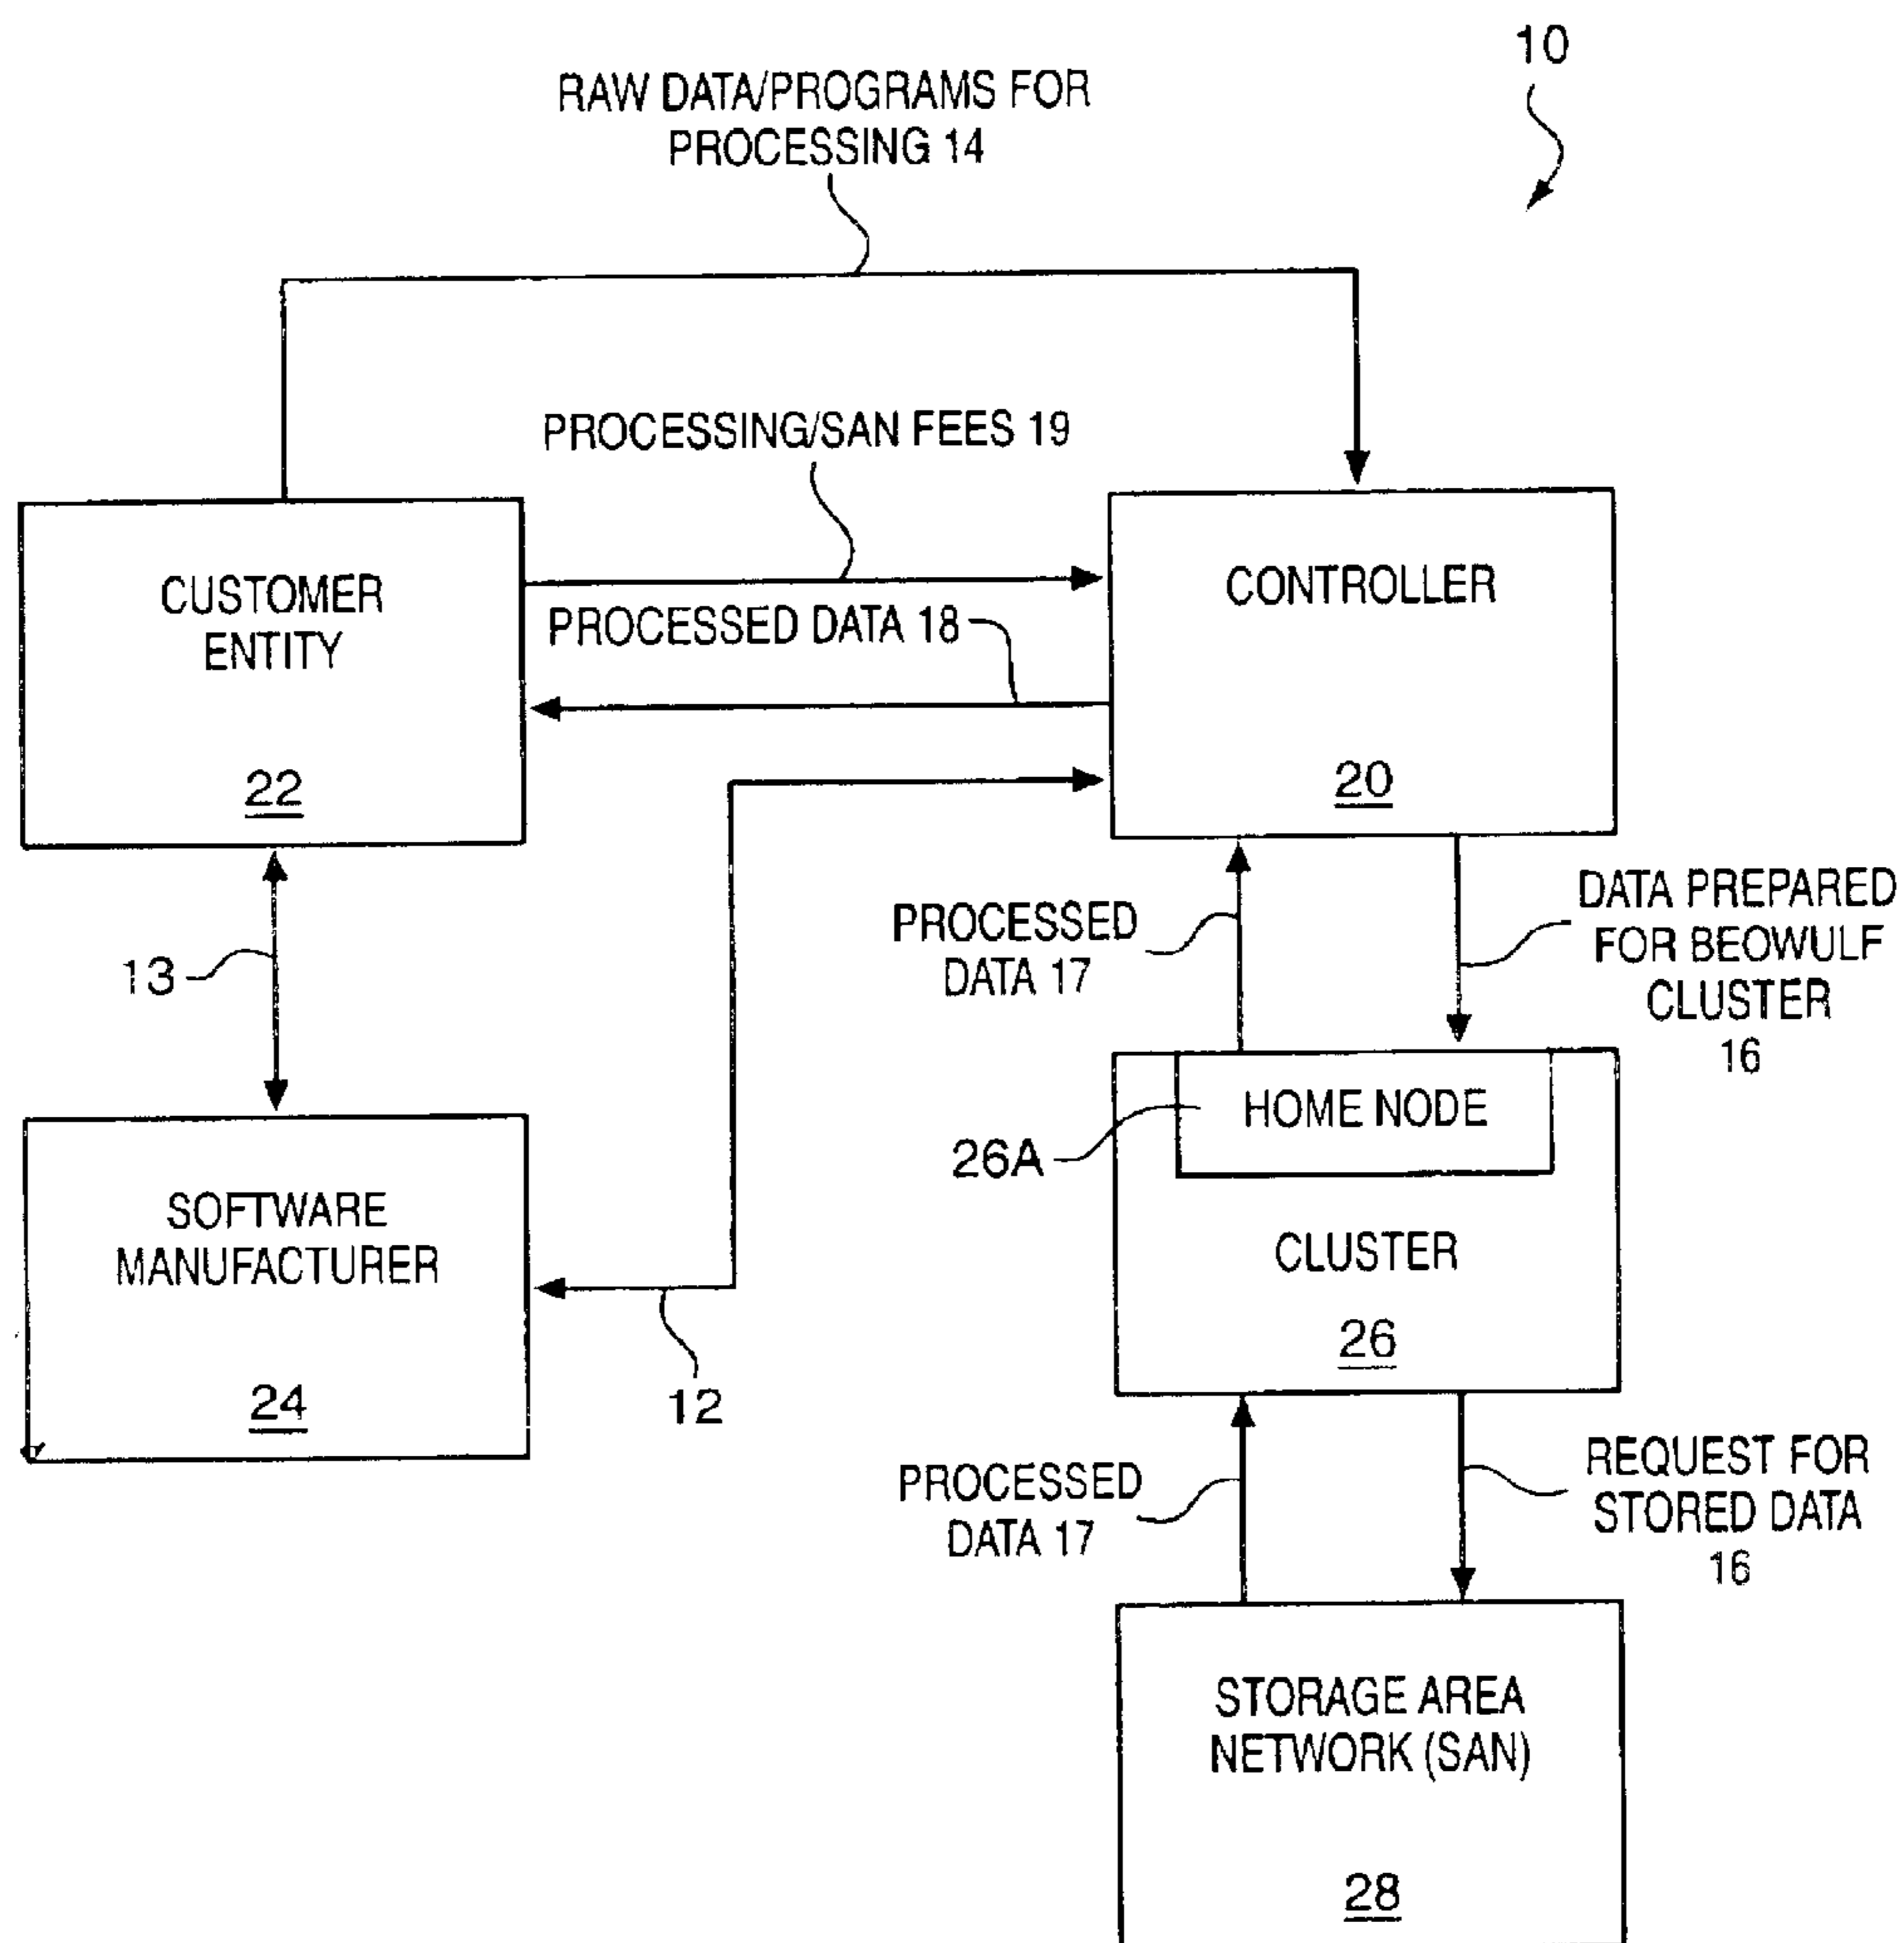 10
RAW DATA/PROGRAMS FOR
PROCESSING 14
PROCESSING/SAN FEES 19
CUSTOMER
ENTITY
22
PROCESSED DATA 18
CONTROLLER
20
13
PROCESSED
DATA 17
DATA PREPARED
FOR BEOWULF
CLUSTER
16
HOME NODE
26A
CLUSTER
26
SOFTWARE
MANUFACTURER
24
12
PROCESSED
DATA 17
REQUEST FOR
STORED DATA
16
STORAGE AREA
NETWORK (SAN)
28